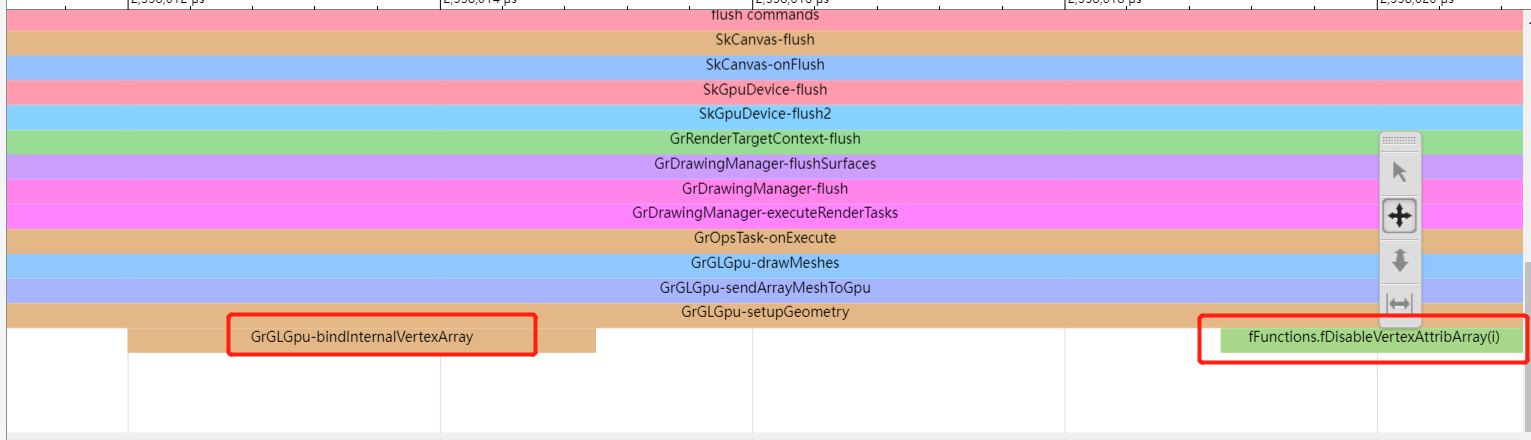 flush commands
SkCanvas-flush
SkCanvas-onFlush
SkGpuDevice-flush
SkGpuDevice-flush2
GrRenderTargetContext-flush
GrDrawingManager-flushSurfaces
GrDrawingManager-flush
GrDrawingManager-executeRenderTasks
GrOpsTask-onExecute
GrGLGpu-drawMeshes
GrGLGpu-sendArrayMeshToGpu
GrGLGpu-setupGeometry
GrGLGpu-bindInternalVertexArray fFunctions.fDisableVertexAttribArray(i)